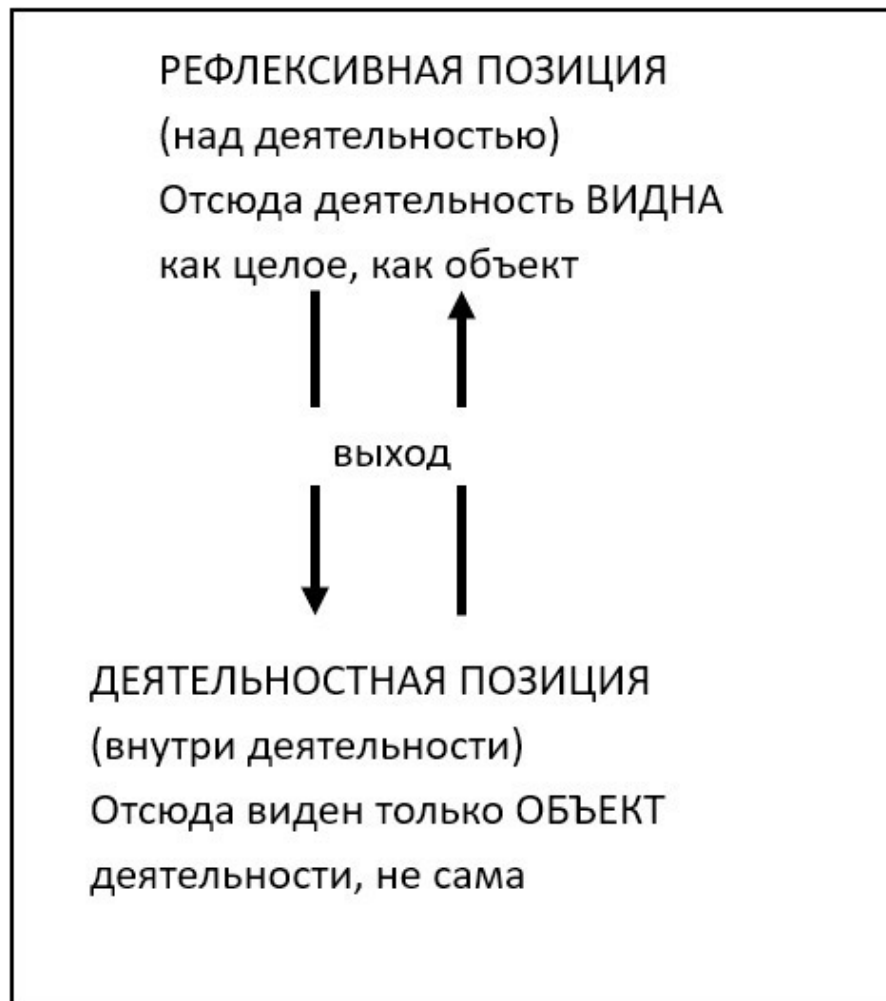 РЕФЛЕКСИВНАЯ ПОЗИЦИЯ
(над деятельностью)
Отсюда деятельность ВИДНА
как целое, как объект
выход
ДЕЯТЕЛЬНОСТНАЯ ПОЗИЦИЯ
(внутри деятельности)
Отсюда виден только ОБЪЕКТ
деятельности, не сама